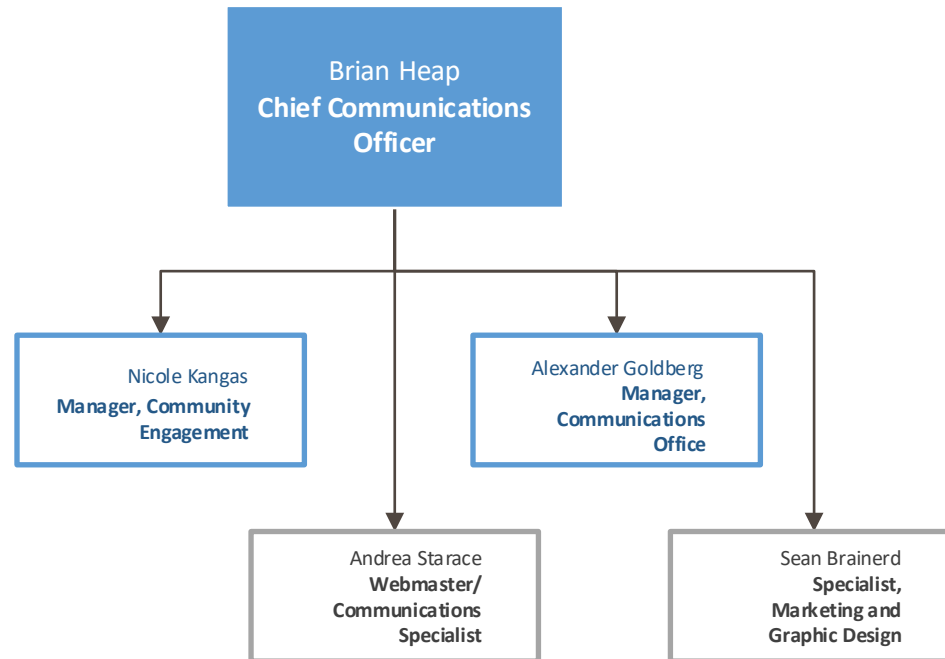 Brian Heap
Chief Communications
Officer
Nicole Kangas
Manager, Community
Engagement
Alexander Goldberg
Manager,
Communications
Office
Andrea Starace
Webmaster/
Communications
Specialist
Sean Brainerd
Specialist,
Marketing and
Graphic Design